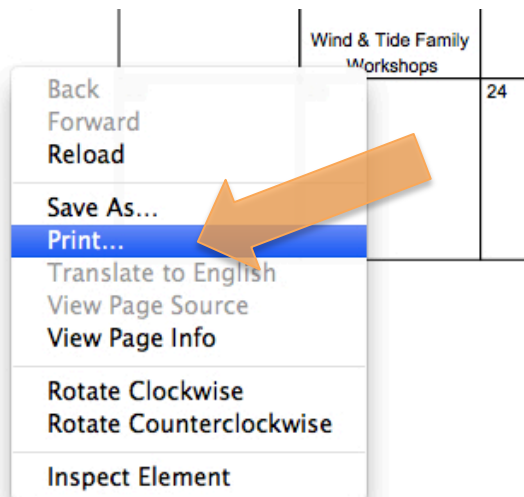 Wind & Tide Family
Workshops
24
Back
Forward
Reload
Save As...
Print...
Translate to English
View Page Source
View Page Info
Rotate Clockwise
Rotate Counterclockwise
Inspect Element